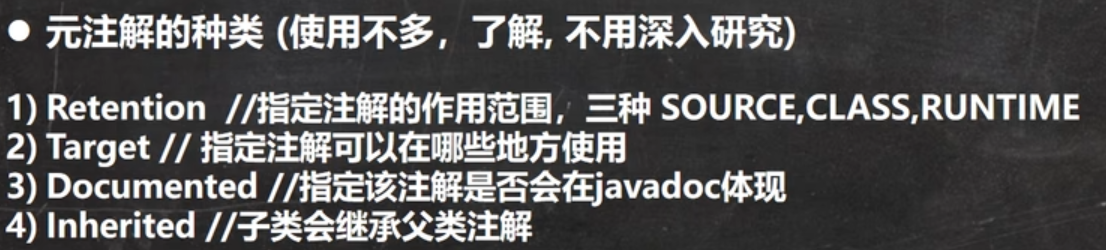 ● 元注解的种类 (使用不多，了解, 不用深入研究)
1) Retention //指定注解的作用范围，三种 SOURCE,CLASS,RUNTIME
2) Target // 指定注解可以在哪些地方使用
3) Documented //指定该注解是否会在javadoc体现
4) Inherited //子类会继承父类注解